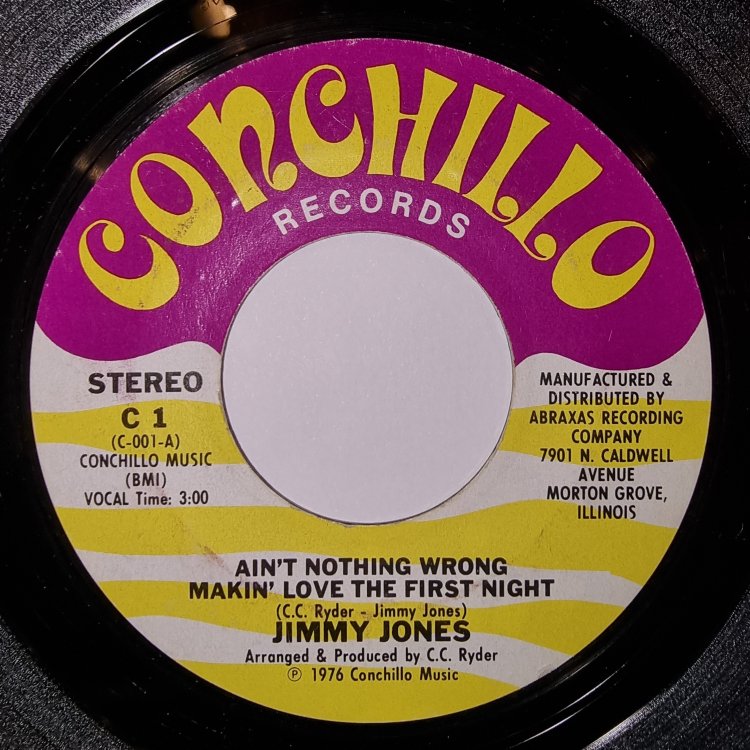 CONCHILLO
RECORDS
STEREO
C 1
(C-001-A)
CONCHILLO MUSIC
(BMI)
VOCAL Time: 3:00
MANUFACTURED &
DISTRIBUTED BY
ABRAXAS RECORDING
COMPANY
7901 N. CALDWELL
AVENUE
MORTON GROVE,
ILLINOIS
AIN'T NOTHING WRONG
MAKIN' LOVE THE FIRST NIGHT
(C.C. Ryder - Jimmy Jones)
JIMMY JONES
Arranged & Produced by C.C. Ryder
℗ 1976 Conchillo Music